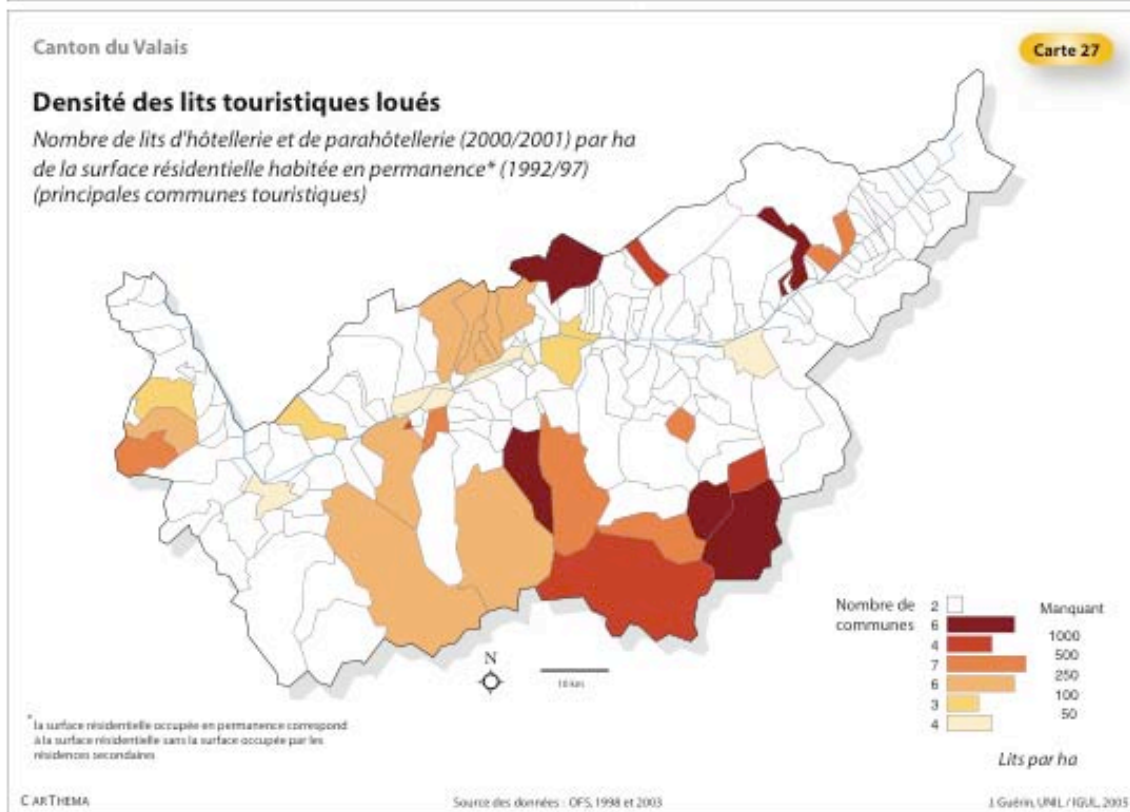 Canton du Valais
Carte 27
Densité des lits touristiques loués
Nombre de lits d'hôtellerie et de parahôtellerie (2000/2001) par ha
de la surface résidentielle habitée en permanence* (1992/97)
(principales communes touristiques)
N
10 km
Nombre de
communes
2
6
4
7
6
3
4
Manquant
1000
500
250
100
50
Lits par ha
* la surface résidentielle occupée en permanence correspond
à la surface résidentielle sans la surface occupée par les
résidences secondaires
CARTHEMA
Source des données : OFS, 1998 et 2003
J. Guérin, UNIL / IGUL, 2003